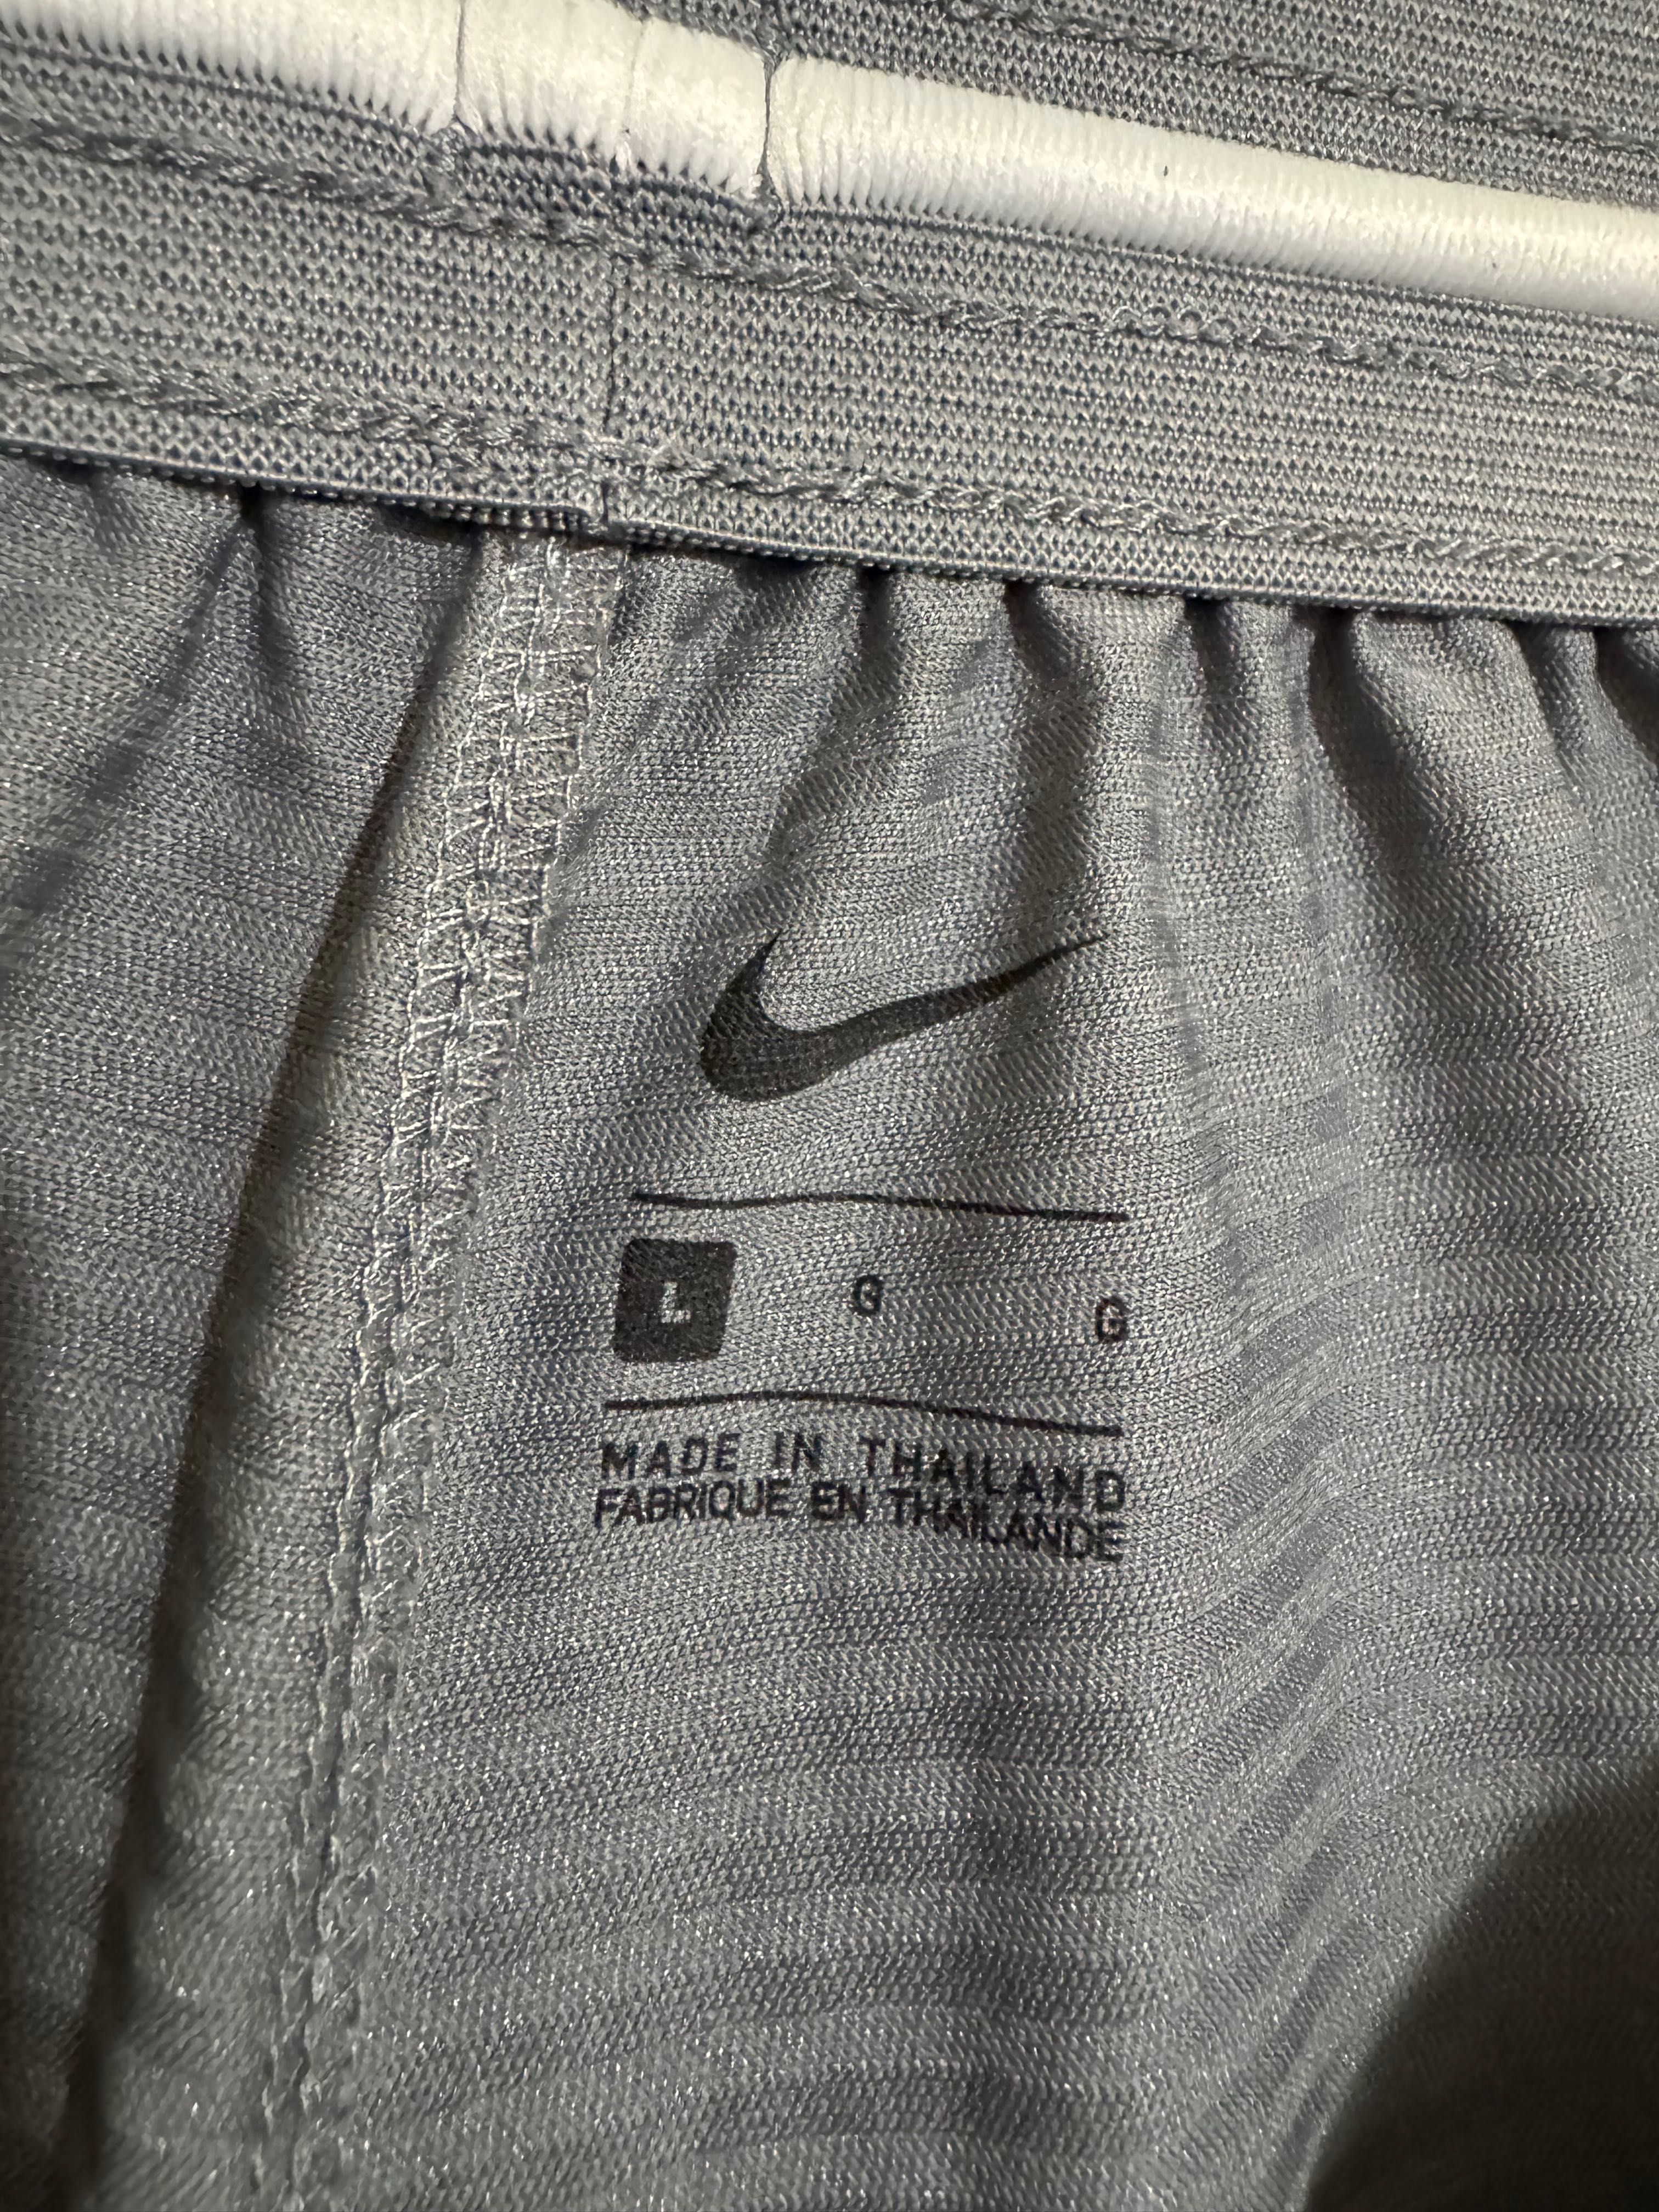 L G G
MADE IN THAILAND
FABRIQUE EN THAILANDE